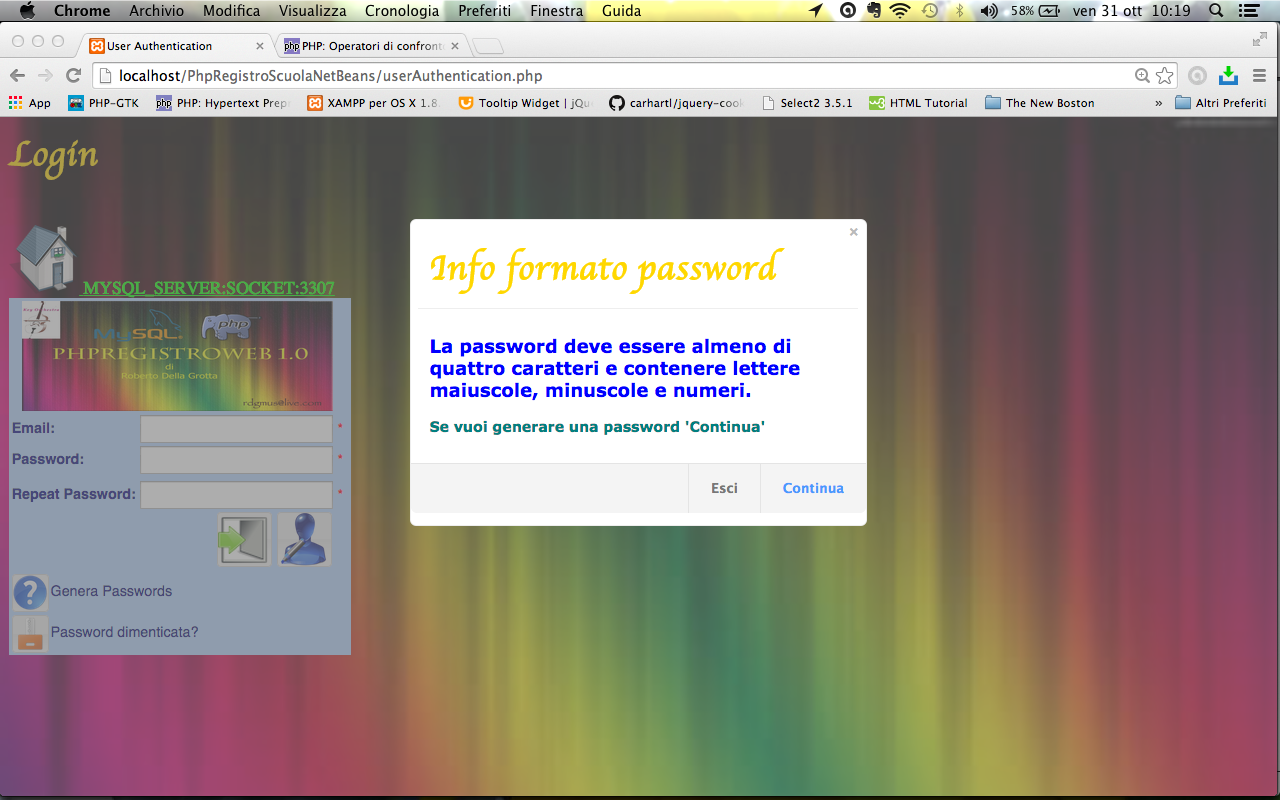 Chrome Archivio Modifica Visualizza Cronologia Preferiti Finestra Guida 58% ven 31 ott 10:19
User Authentication PHP: Operatori di confront
localhost/PhpRegistroScuolaNetBeans/userAuthentication.php
App PHP-GTK php PHP: Hypertext Prep XAMPP per OS X 1.8. Tooltip Widget | jQu carhartl/jquery-cook Select2 3.5.1 HTML Tutorial The New Boston » Altri Preferiti
Login
MYSQL_SERVER:SOCKET:3307
MySQL php
PHPREGISTROWEB 1.0
di
Roberto Della Grotta
rdgmus@live.com
Email: *
Password: *
Repeat Password: *
Genera Passwords
Password dimenticata?
×
Info formato password
La password deve essere almeno di
quattro caratteri e contenere lettere
maiuscole, minuscole e numeri.
Se vuoi generare una password 'Continua'
Esci Continua